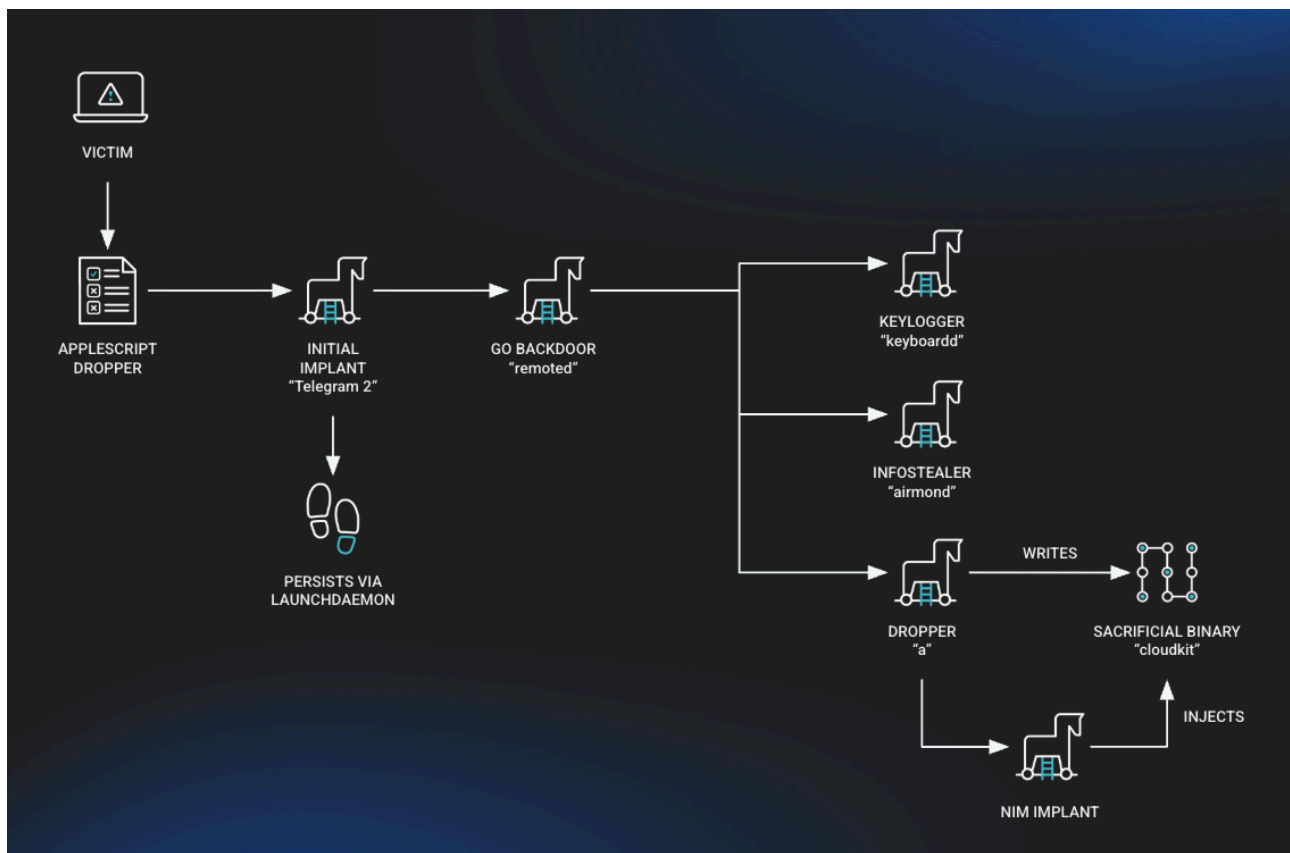 VICTIM
APPLESCRIPT
DROPPER
INITIAL
IMPLANT
“Telegram 2”
PERSISTS VIA
LAUNCHDAEMON
GO BACKDOOR
“remoted”
KEYLOGGER
“keyboardd”
INFOSTEALER
“airmond”
DROPPER
“a”
WRITES
SACRIFICIAL BINARY
“cloudkit”
INJECTS
NIM IMPLANT